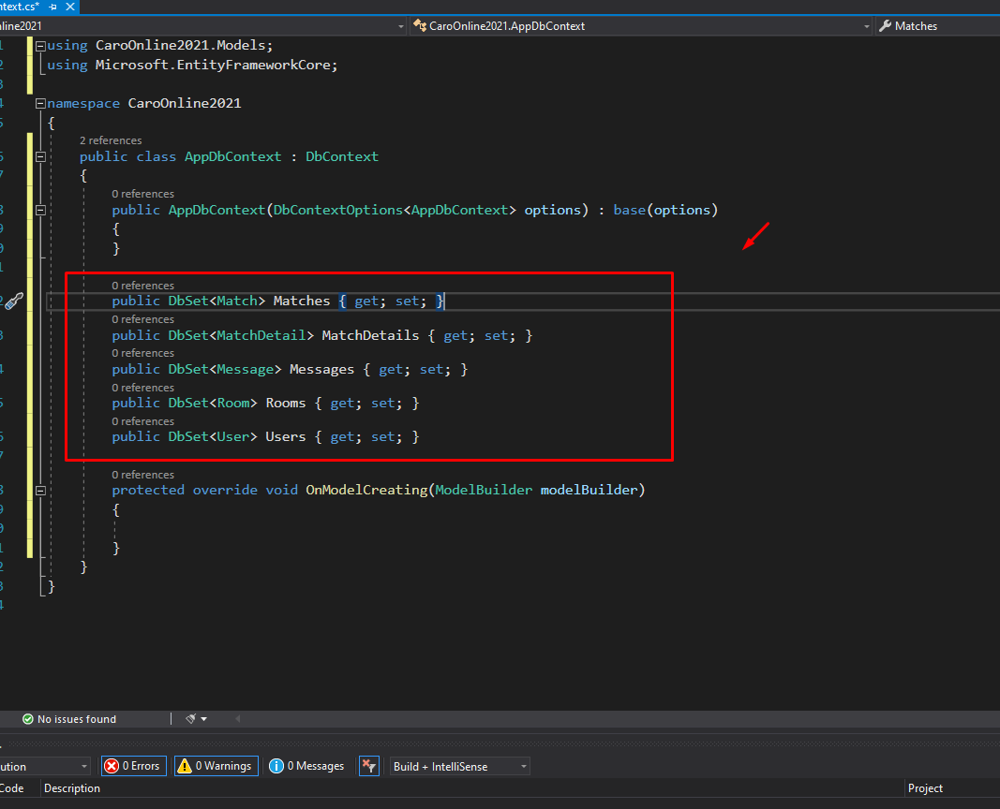 ntext.cs*
nline2021 CaroOnline2021.AppDbContext Matches
using CaroOnline2021.Models;
using Microsoft.EntityFrameworkCore;
namespace CaroOnline2021
{
2 references
public class AppDbContext : DbContext
{
0 references
public AppDbContext(DbContextOptions<AppDbContext> options) : base(options)
{
}
0 references
public DbSet<Match> Matches { get; set; }
0 references
public DbSet<MatchDetail> MatchDetails { get; set; }
0 references
public DbSet<Message> Messages { get; set; }
0 references
public DbSet<Room> Rooms { get; set; }
0 references
public DbSet<User> Users { get; set; }
0 references
protected override void OnModelCreating(ModelBuilder modelBuilder)
{
}
}
}
No issues found
ution 0 Errors 0 Warnings 0 Messages Build + IntelliSense
Code Description Project